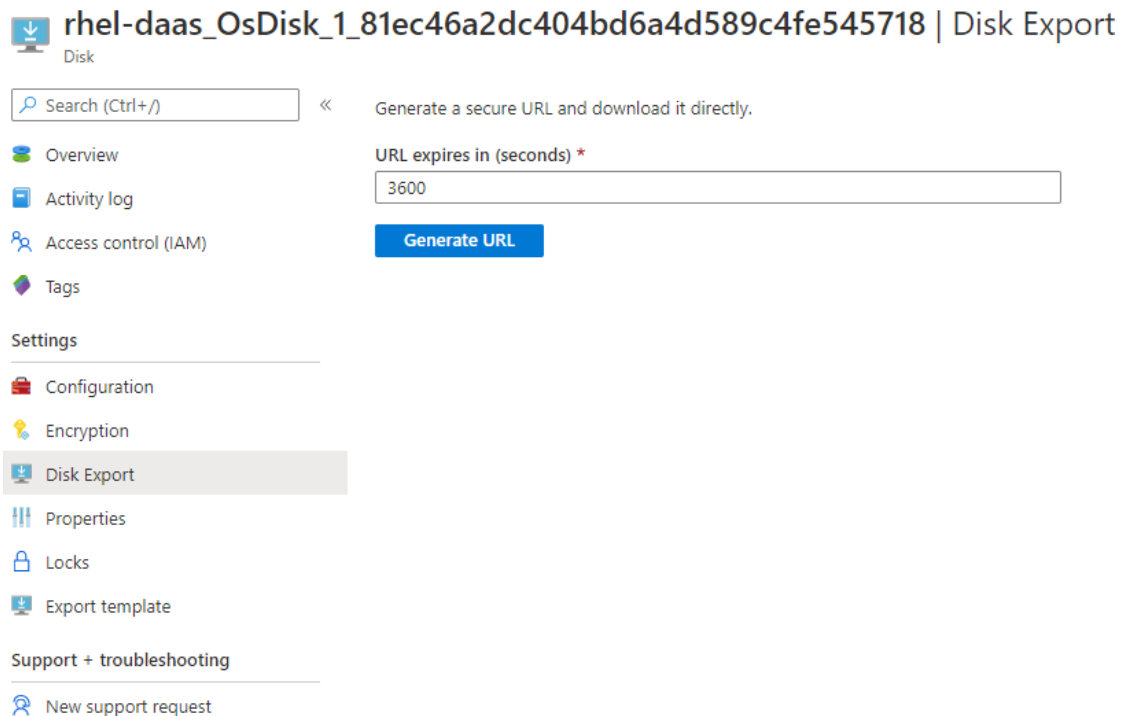 rhel-daas_OsDisk_1_81ec46a2dc404bd6a4d589c4fe545718 | Disk Export
Disk
Search (Ctrl+/)
«
Overview
Activity log
Access control (IAM)
Tags
Settings
Configuration
Encryption
Disk Export
Properties
Locks
Export template
Support + troubleshooting
New support request
Generate a secure URL and download it directly.
URL expires in (seconds) *
3600
Generate URL